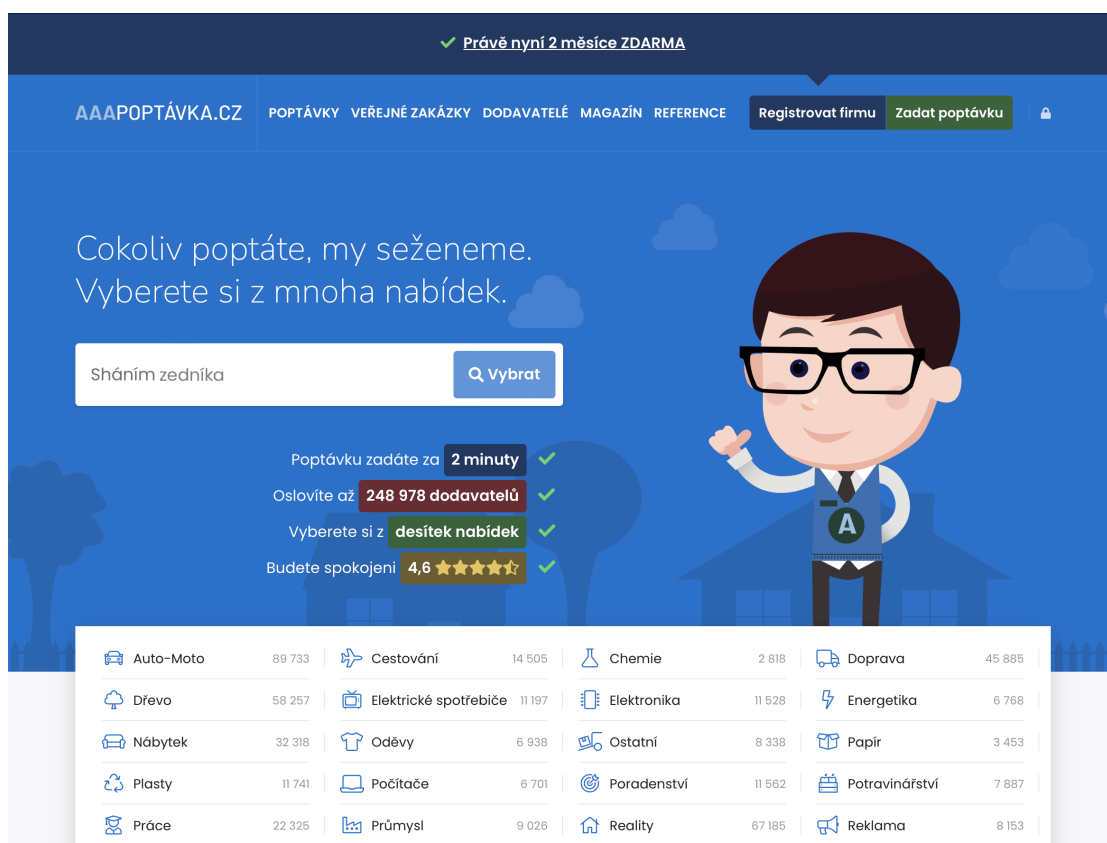 Právě nyní 2 měsíce ZDARMA
AAAPOPTÁVKA.CZ POPTÁVKY VEŘEJNÉ ZAKÁZKY DODAVATELÉ MAGAZÍN REFERENCE Registrovat firmu Zadat poptávku
Cokoliv poptáte, my seženeme.
Vyberete si z mnoha nabídek.
Sháním zedníka Vybrat
Poptávku zadáte za 2 minuty
Oslovíte až 248 978 dodavatelů
Vyberete si z desítek nabídek
Budete spokojeni 4,6
A
Auto-Moto 89 733 Cestování 14 505 Chemie 2 818 Doprava 45 885
Dřevo 58 257 Elektrické spotřebiče 11 197 Elektronika 11 528 Energetika 6 768
Nábytek 32 318 Oděvy 6 938 Ostatní 8 338 Papír 3 453
Plasty 11 741 Počítače 6 701 Poradenství 11 562 Potravinářství 7 887
Práce 22 325 Průmysl 9 026 Reality 67 185 Reklama 8 153